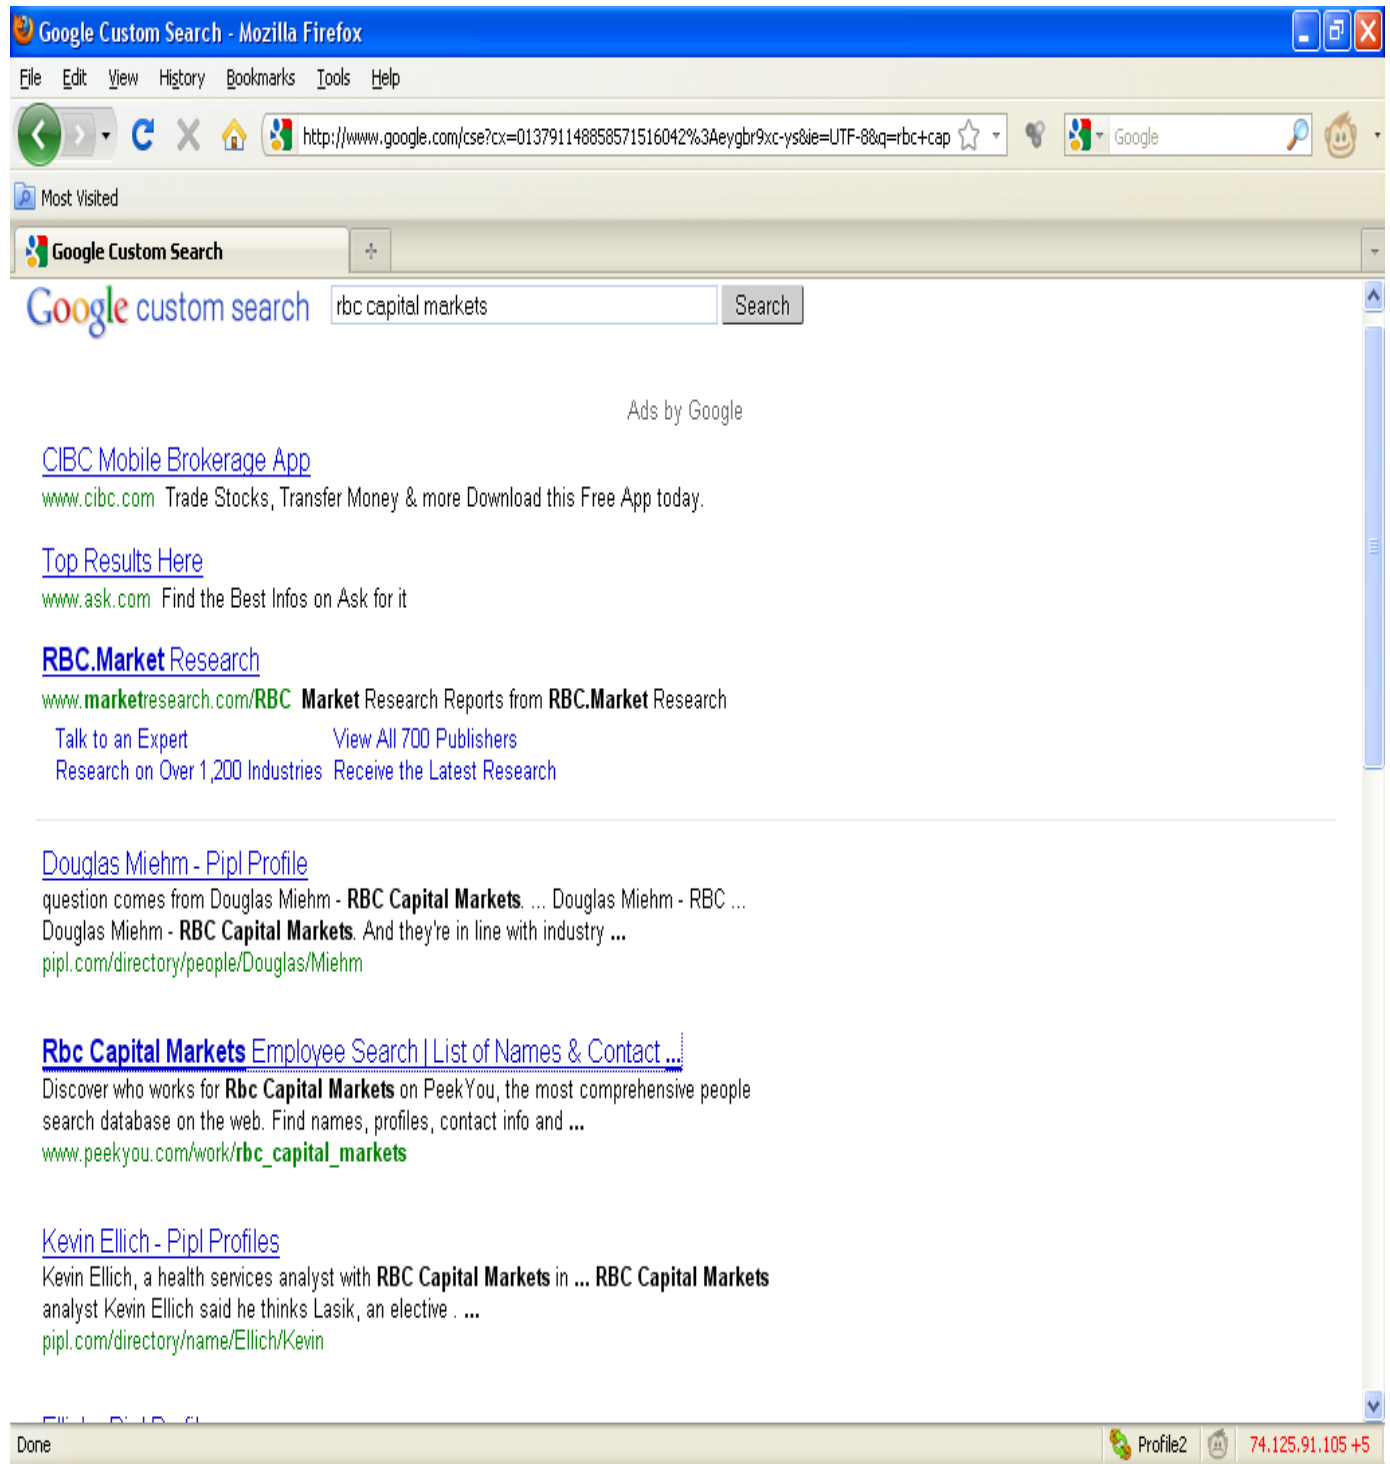 Google Custom Search - Mozilla Firefox
File Edit View History Bookmarks Tools Help
http://www.google.com/cse?cx=013791148858571516042%3Aeygbr9xc-ys&ie=UTF-8&q=rbc+cap
Google
Most Visited
Google Custom Search
Google custom search rbc capital markets Search
Ads by Google
CIBC Mobile Brokerage App
www.cibc.com Trade Stocks, Transfer Money & more Download this Free App today.
Top Results Here
www.ask.com Find the Best Infos on Ask for it
RBC.Market Research
www.marketresearch.com/RBC Market Research Reports from RBC.Market Research
Talk to an Expert View All 700 Publishers
Research on Over 1,200 Industries Receive the Latest Research
Douglas Miehm - Pipl Profile
question comes from Douglas Miehm - RBC Capital Markets. ... Douglas Miehm - RBC ...
Douglas Miehm - RBC Capital Markets. And they're in line with industry ...
pipl.com/directory/people/Douglas/Miehm
Rbc Capital Markets Employee Search | List of Names & Contact ...
Discover who works for Rbc Capital Markets on PeekYou, the most comprehensive people
search database on the web. Find names, profiles, contact info and ...
www.peekyou.com/work/rbc_capital_markets
Kevin Ellich - Pipl Profiles
Kevin Ellich, a health services analyst with RBC Capital Markets in ... RBC Capital Markets
analyst Kevin Ellich said he thinks Lasik, an elective . ...
pipl.com/directory/name/Ellich/Kevin
Done Profile2 74.125.91.105 +5